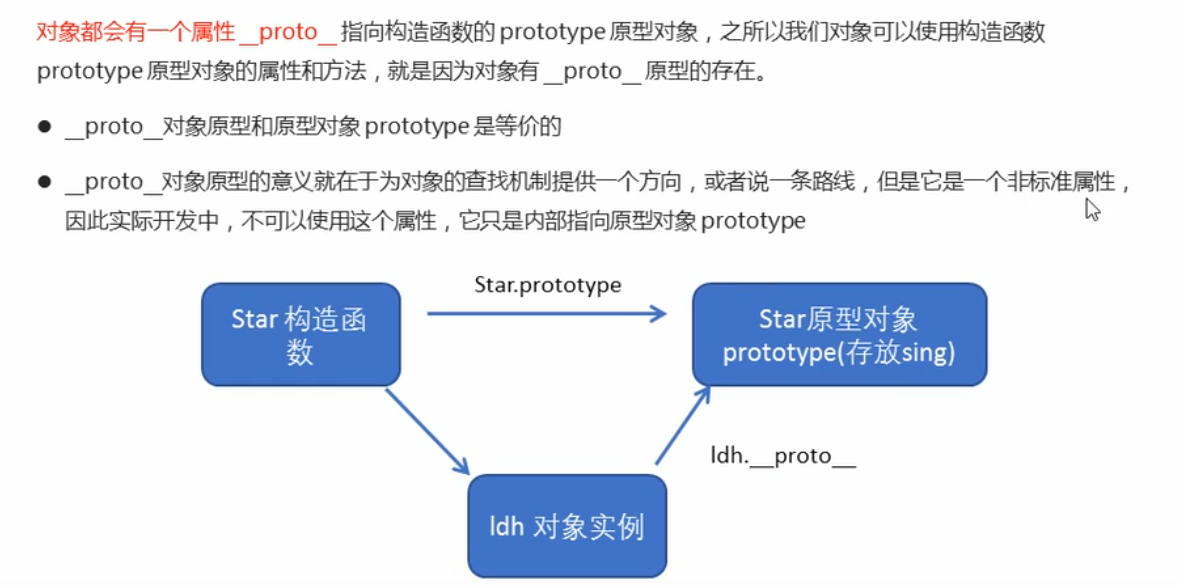 对象都会有一个属性 __proto__ 指向构造函数的 prototype 原型对象，之所以我们对象可以使用构造函数
prototype 原型对象的属性和方法，就是因为对象有 __proto__ 原型的存在。
● __proto__对象原型和原型对象 prototype 是等价的
● __proto__对象原型的意义就在于为对象的查找机制提供一个方向，或者说一条路线，但是它是一个非标准属性，
因此实际开发中，不可以使用这个属性，它只是内部指向原型对象 prototype
Star.prototype
Star 构造函
数
Star原型对象
prototype(存放sing)
ldh.__proto__
ldh 对象实例